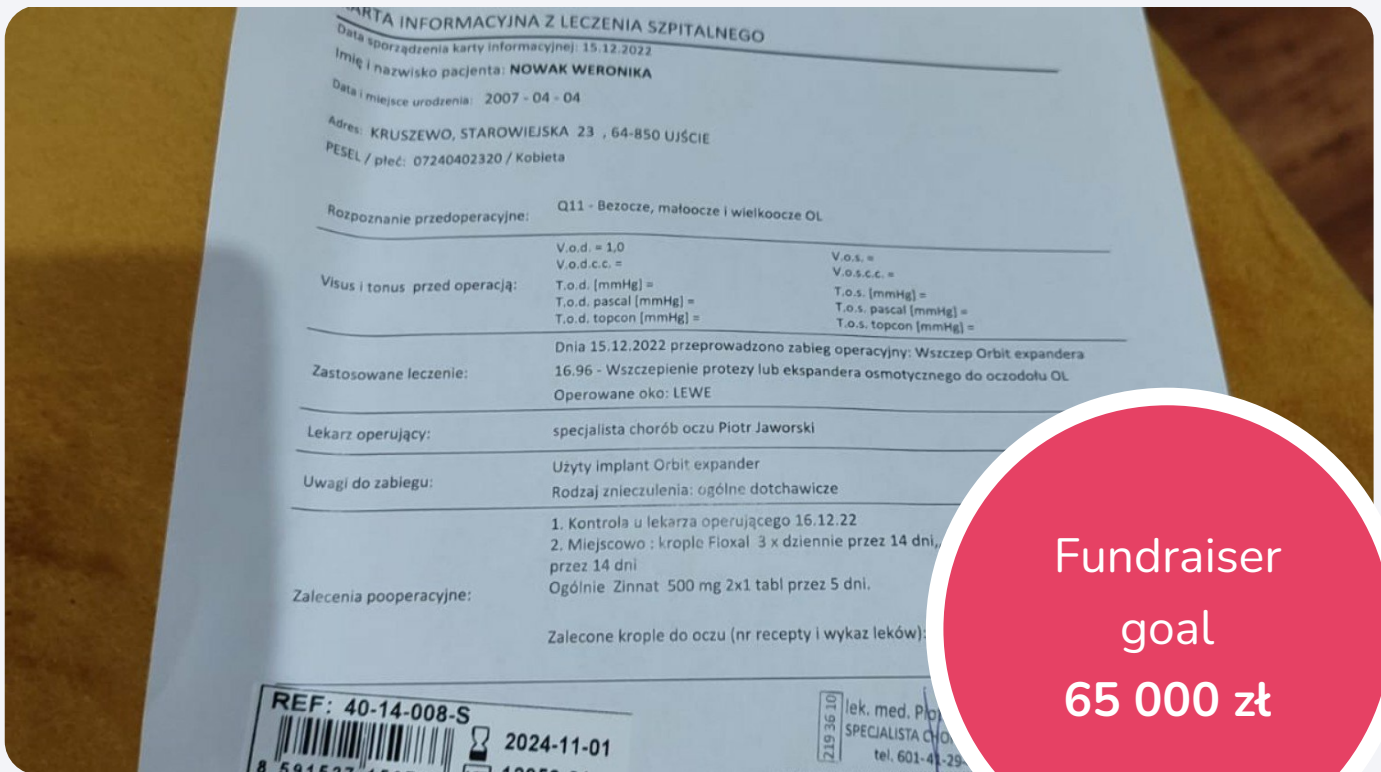 KARTA INFORMACYJNA Z LECZENIA SZPITALNEGO
Data sporządzenia karty informacyjnej: 15.12.2022
Imię i nazwisko pacjenta: NOWAK WERONIKA
Data i miejsce urodzenia: 2007 - 04 - 04
Adres: KRUSZEWO, STAROWIEJSKA 23 , 64-850 UJŚCIE
PESEL / płeć: 07240402320 / Kobieta
Rozpoznanie przedoperacyjne: Q11 - Bezocze, małoocze i wielkoocze OL
Visus i tonus przed operacją:
V.o.d. = 1,0
V.o.d.c.c. =
T.o.d. [mmHg] =
T.o.d. pascal [mmHg] =
T.o.d. topcon [mmHg] =
V.o.s. =
V.o.s.c.c. =
T.o.s. [mmHg] =
T.o.s. pascal [mmHg] =
T.o.s. topcon [mmHg] =
Zastosowane leczenie:
Dnia 15.12.2022 przeprowadzono zabieg operacyjny: Wszczep Orbit expandera
16.96 - Wszczepienie protezy lub ekspandera osmotycznego do oczodołu OL
Operowane oko: LEWE
Lekarz operujący: specjalista chorób oczu Piotr Jaworski
Uwagi do zabiegu:
Użyty implant Orbit expander
Rodzaj znieczulenia: ogólne dotchawicze
Zalecenia pooperacyjne:
1. Kontrola u lekarza operującego 16.12.22
2. Miejscowo : krople Floxal 3 x dziennie przez 14 dni,
przez 14 dni
Ogólnie Zinnat 500 mg 2x1 tabl przez 5 dni.
Zalecone krople do oczu (nr recepty i wykaz leków):
REF: 40-14-008-S
2024-11-01
219 36 10
lek. med.
SPECJALISTA
tel. 601-41-29-
Fundraiser
goal
65 000 zł